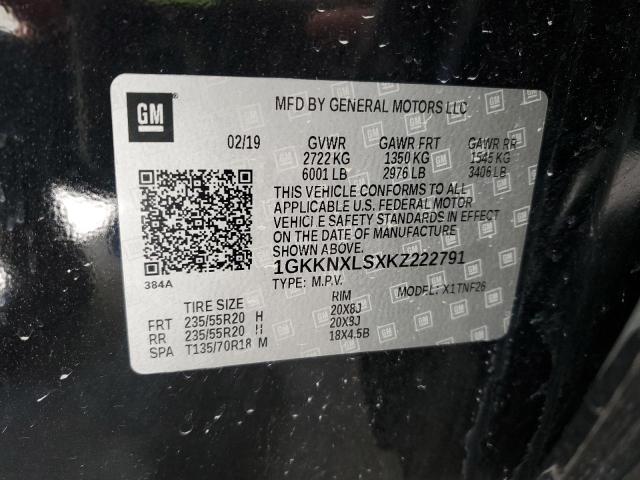 GM
MFD BY GENERAL MOTORS LLC
02/19 GVWR GAWR FRT GAWR RR
2722 KG 1350 KG 1545 KG
6001 LB 2976 LB 3406 LB
THIS VEHICLE CONFORMS TO ALL
APPLICABLE U.S. FEDERAL MOTOR
VEHICLE SAFETY STANDARDS IN EFFECT
ON THE DATE OF MANUFACTURE
SHOWN ABOVE.
384A
1GKKNXLSXKZ222791
TYPE: M.P.V. MODEL: X1TNF26
TIRE SIZE RIM
FRT 235/55R20 H 20X8J
RR 235/55R20 H 20X8J
SPA T135/70R18 M 18X4.5B